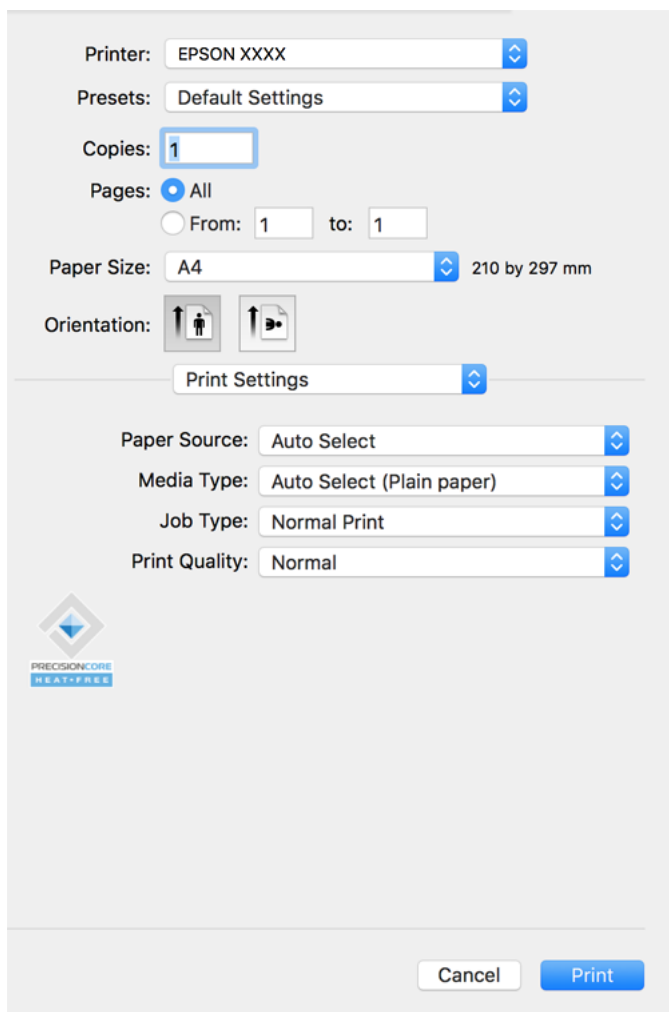 Printer: EPSON XXXX
Presets: Default Settings
Copies: 1
Pages: All
From: 1 to: 1
Paper Size: A4 210 by 297 mm
Orientation:
Print Settings
Paper Source: Auto Select
Media Type: Auto Select (Plain paper)
Job Type: Normal Print
Print Quality: Normal
PRECISIONCORE
HEAT-FREE
Cancel Print